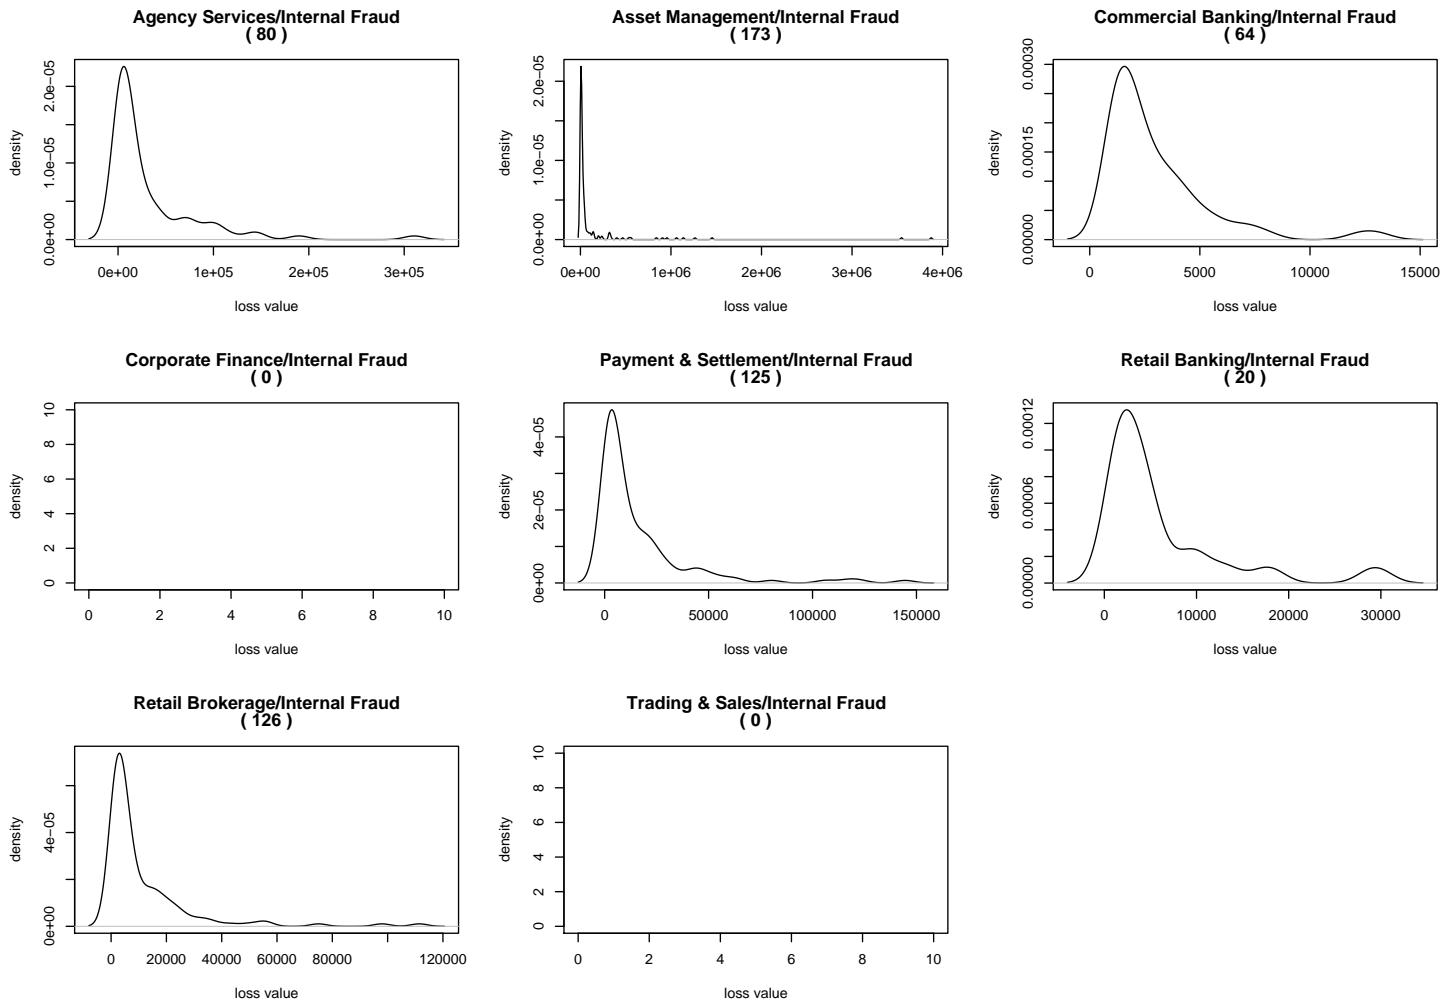 Agency Services/Internal Fraud
( 80 )
density
0.0e+00
1.0e−05
2.0e−05
0e+00
1e+05
2e+05
3e+05
loss value
Asset Management/Internal Fraud
( 173 )
density
0.0e+00
1.0e−05
2.0e−05
0e+00
1e+06
2e+06
3e+06
4e+06
loss value
Commercial Banking/Internal Fraud
( 64 )
density
0.00000
0.00015
0.00030
0
5000
10000
15000
loss value
Corporate Finance/Internal Fraud
( 0 )
density
0
2
4
6
8
10
0
2
4
6
8
10
loss value
Payment & Settlement/Internal Fraud
( 125 )
density
0e+00
2e−05
4e−05
0
50000
100000
150000
loss value
Retail Banking/Internal Fraud
( 20 )
density
0.00000
0.00006
0.00012
0
10000
20000
30000
loss value
Retail Brokerage/Internal Fraud
( 126 )
density
0e+00
4e−05
0
20000
40000
60000
80000
120000
loss value
Trading & Sales/Internal Fraud
( 0 )
density
0
2
4
6
8
10
0
2
4
6
8
10
loss value